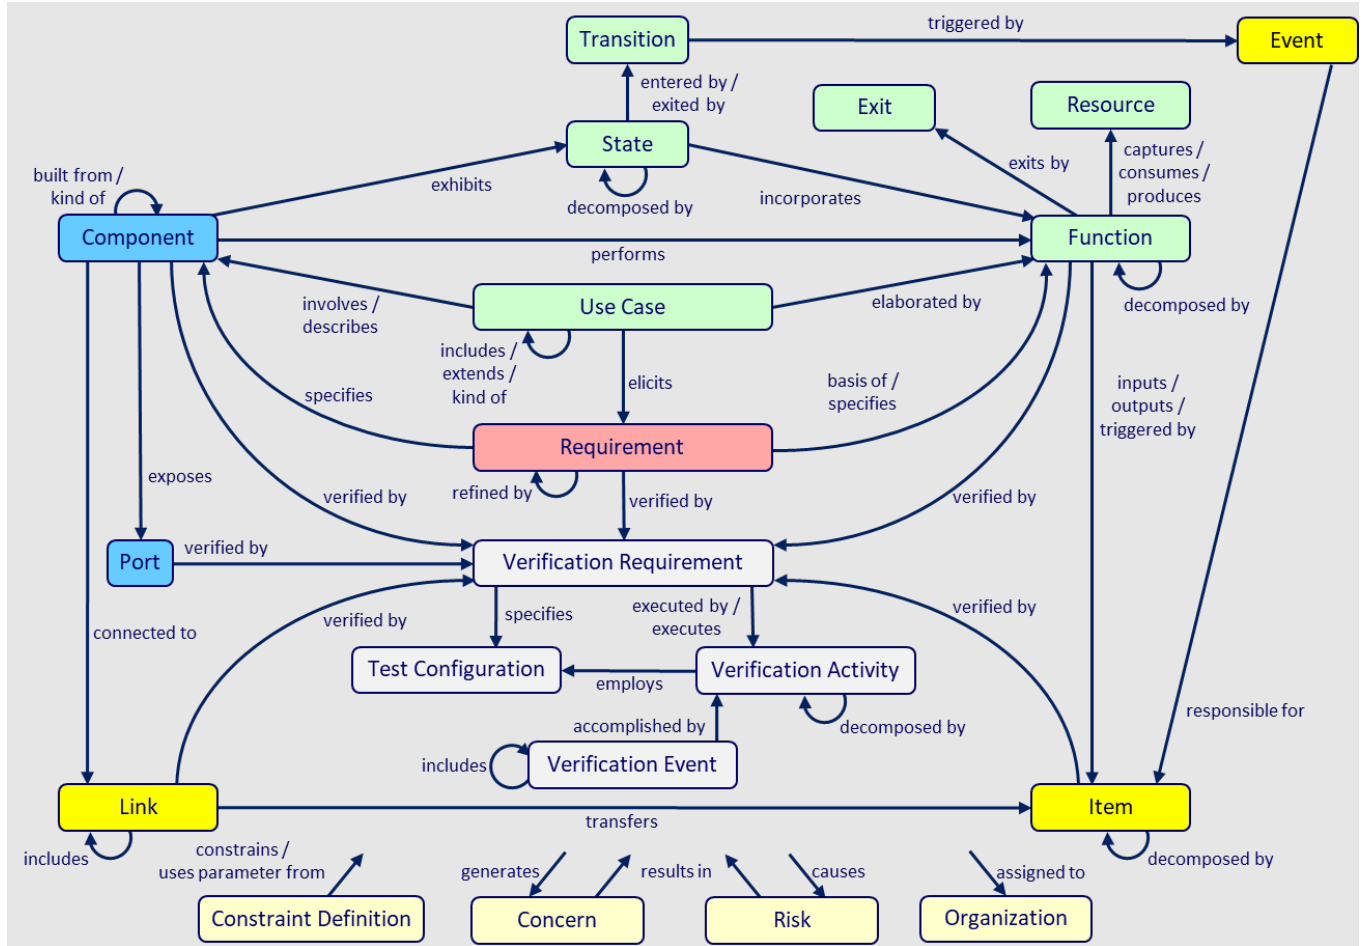 triggered by
Transition
Event
entered by /
exited by
Exit
Resource
State
built from /
kind of
exhibits
decomposed by
incorporates
exits by
captures /
consumes /
produces
Component
performs
Function
involves /
describes
Use Case
elaborated by
decomposed by
includes /
extends /
kind of
specifies
elicits
basis of /
specifies
inputs /
outputs /
triggered by
Requirement
refined by
exposes
verified by
verified by
verified by
Port
verified by
Verification Requirement
connected to
verified by
specifies
executed by /
executes
verified by
Test Configuration
employs
Verification Activity
accomplished by
decomposed by
responsible for
includes
Verification Event
Link
transfers
Item
includes
decomposed by
constrains /
uses parameter from
generates
results in
causes
assigned to
Constraint Definition
Concern
Risk
Organization